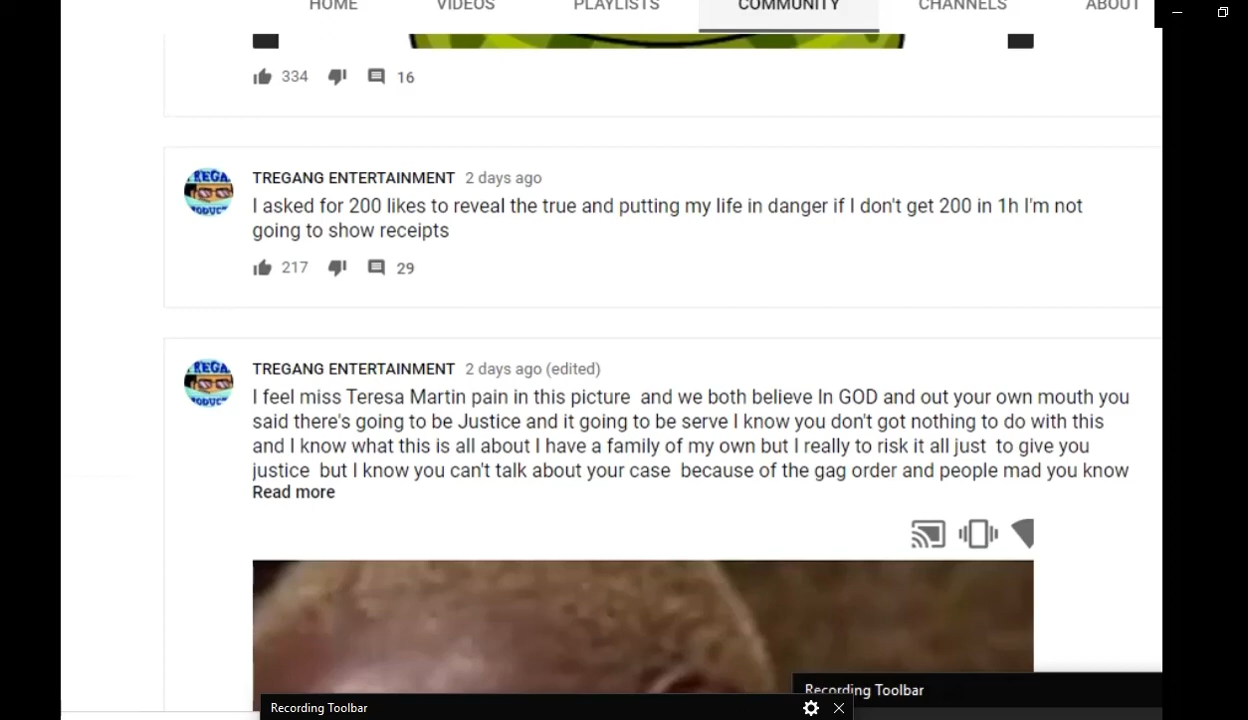 HOME VIDEOS PLAYLISTS COMMUNITY CHANNELS ABOUT
334 16
TREGANG ENTERTAINMENT 2 days ago
I asked for 200 likes to reveal the true and putting my life in danger if I don't get 200 in 1h I'm not
going to show receipts
217 29
TREGANG ENTERTAINMENT 2 days ago (edited)
I feel miss Teresa Martin pain in this picture and we both believe In GOD and out your own mouth you
said there's going to be Justice and it going to be serve I know you don't got nothing to do with this
and I know what this is all about I have a family of my own but I really to risk it all just to give you
justice but I know you can't talk about your case because of the gag order and people mad you know
Read more
Recording Toolbar
Recording Toolbar